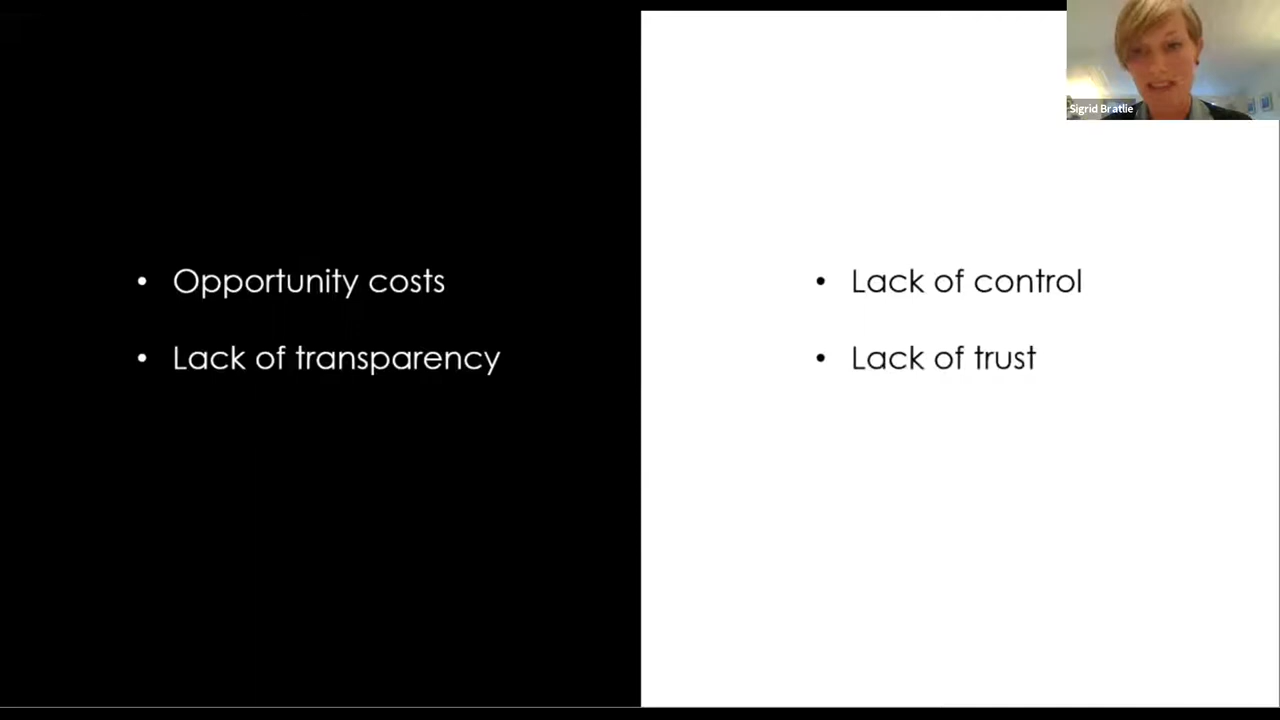 Sigrid Bratlie
• Opportunity costs
• Lack of transparency
• Lack of control
• Lack of trust